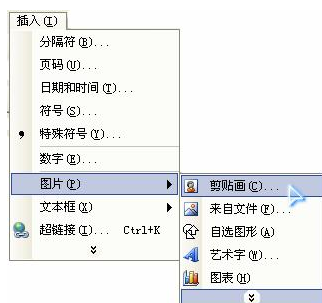 插入(I)
分隔符(B)...
页码(U)...
日期和时间(T)...
符号(S)...
特殊符号(Y)...
数字(E)...
图片(P)
文本框(X)
超链接(I)... Ctrl+K
剪贴画(C)...
来自文件(F)...
自选图形(A)
艺术字(W)...
图表(H)